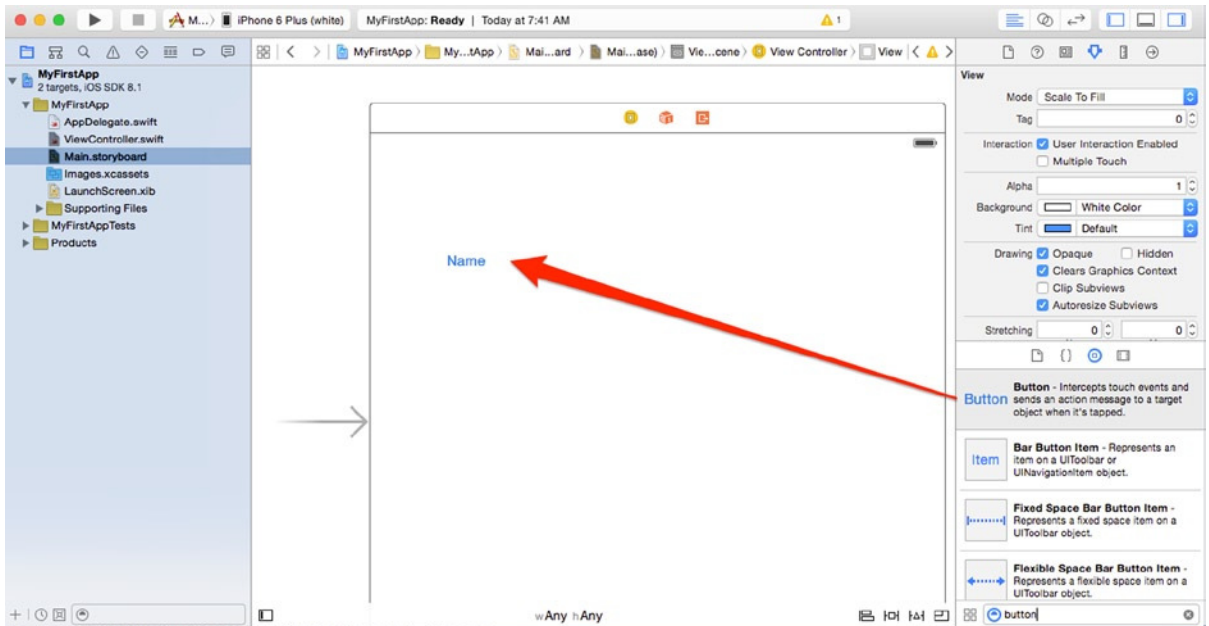 M...
iPhone 6 Plus (white)
MyFirstApp: Ready | Today at 7:41 AM
1
MyFirstApp
My...tApp
Mai...ard
Mai...ase)
Vie...cene
View Controller
View
MyFirstApp
2 targets, iOS SDK 8.1
MyFirstApp
AppDelegate.swift
ViewController.swift
Main.storyboard
Images.xcassets
LaunchScreen.xib
Supporting Files
MyFirstAppTests
Products
Name
wAny hAny
View
Mode Scale To Fill
Tag 0
Interaction User Interaction Enabled
Multiple Touch
Alpha 1
Background White Color
Tint Default
Drawing Opaque Hidden
Clears Graphics Context
Clip Subviews
Autoresize Subviews
Stretching 0 0
{}
Button
Button - Intercepts touch events and
sends an action message to a target
object when it's tapped.
Item
Bar Button Item - Represents an
item on a UIToolbar or
UINavigationItem object.
Fixed Space Bar Button Item -
Represents a fixed space item on a
UIToolbar object.
Flexible Space Bar Button Item -
Represents a flexible space item on a
UIToolbar object.
button